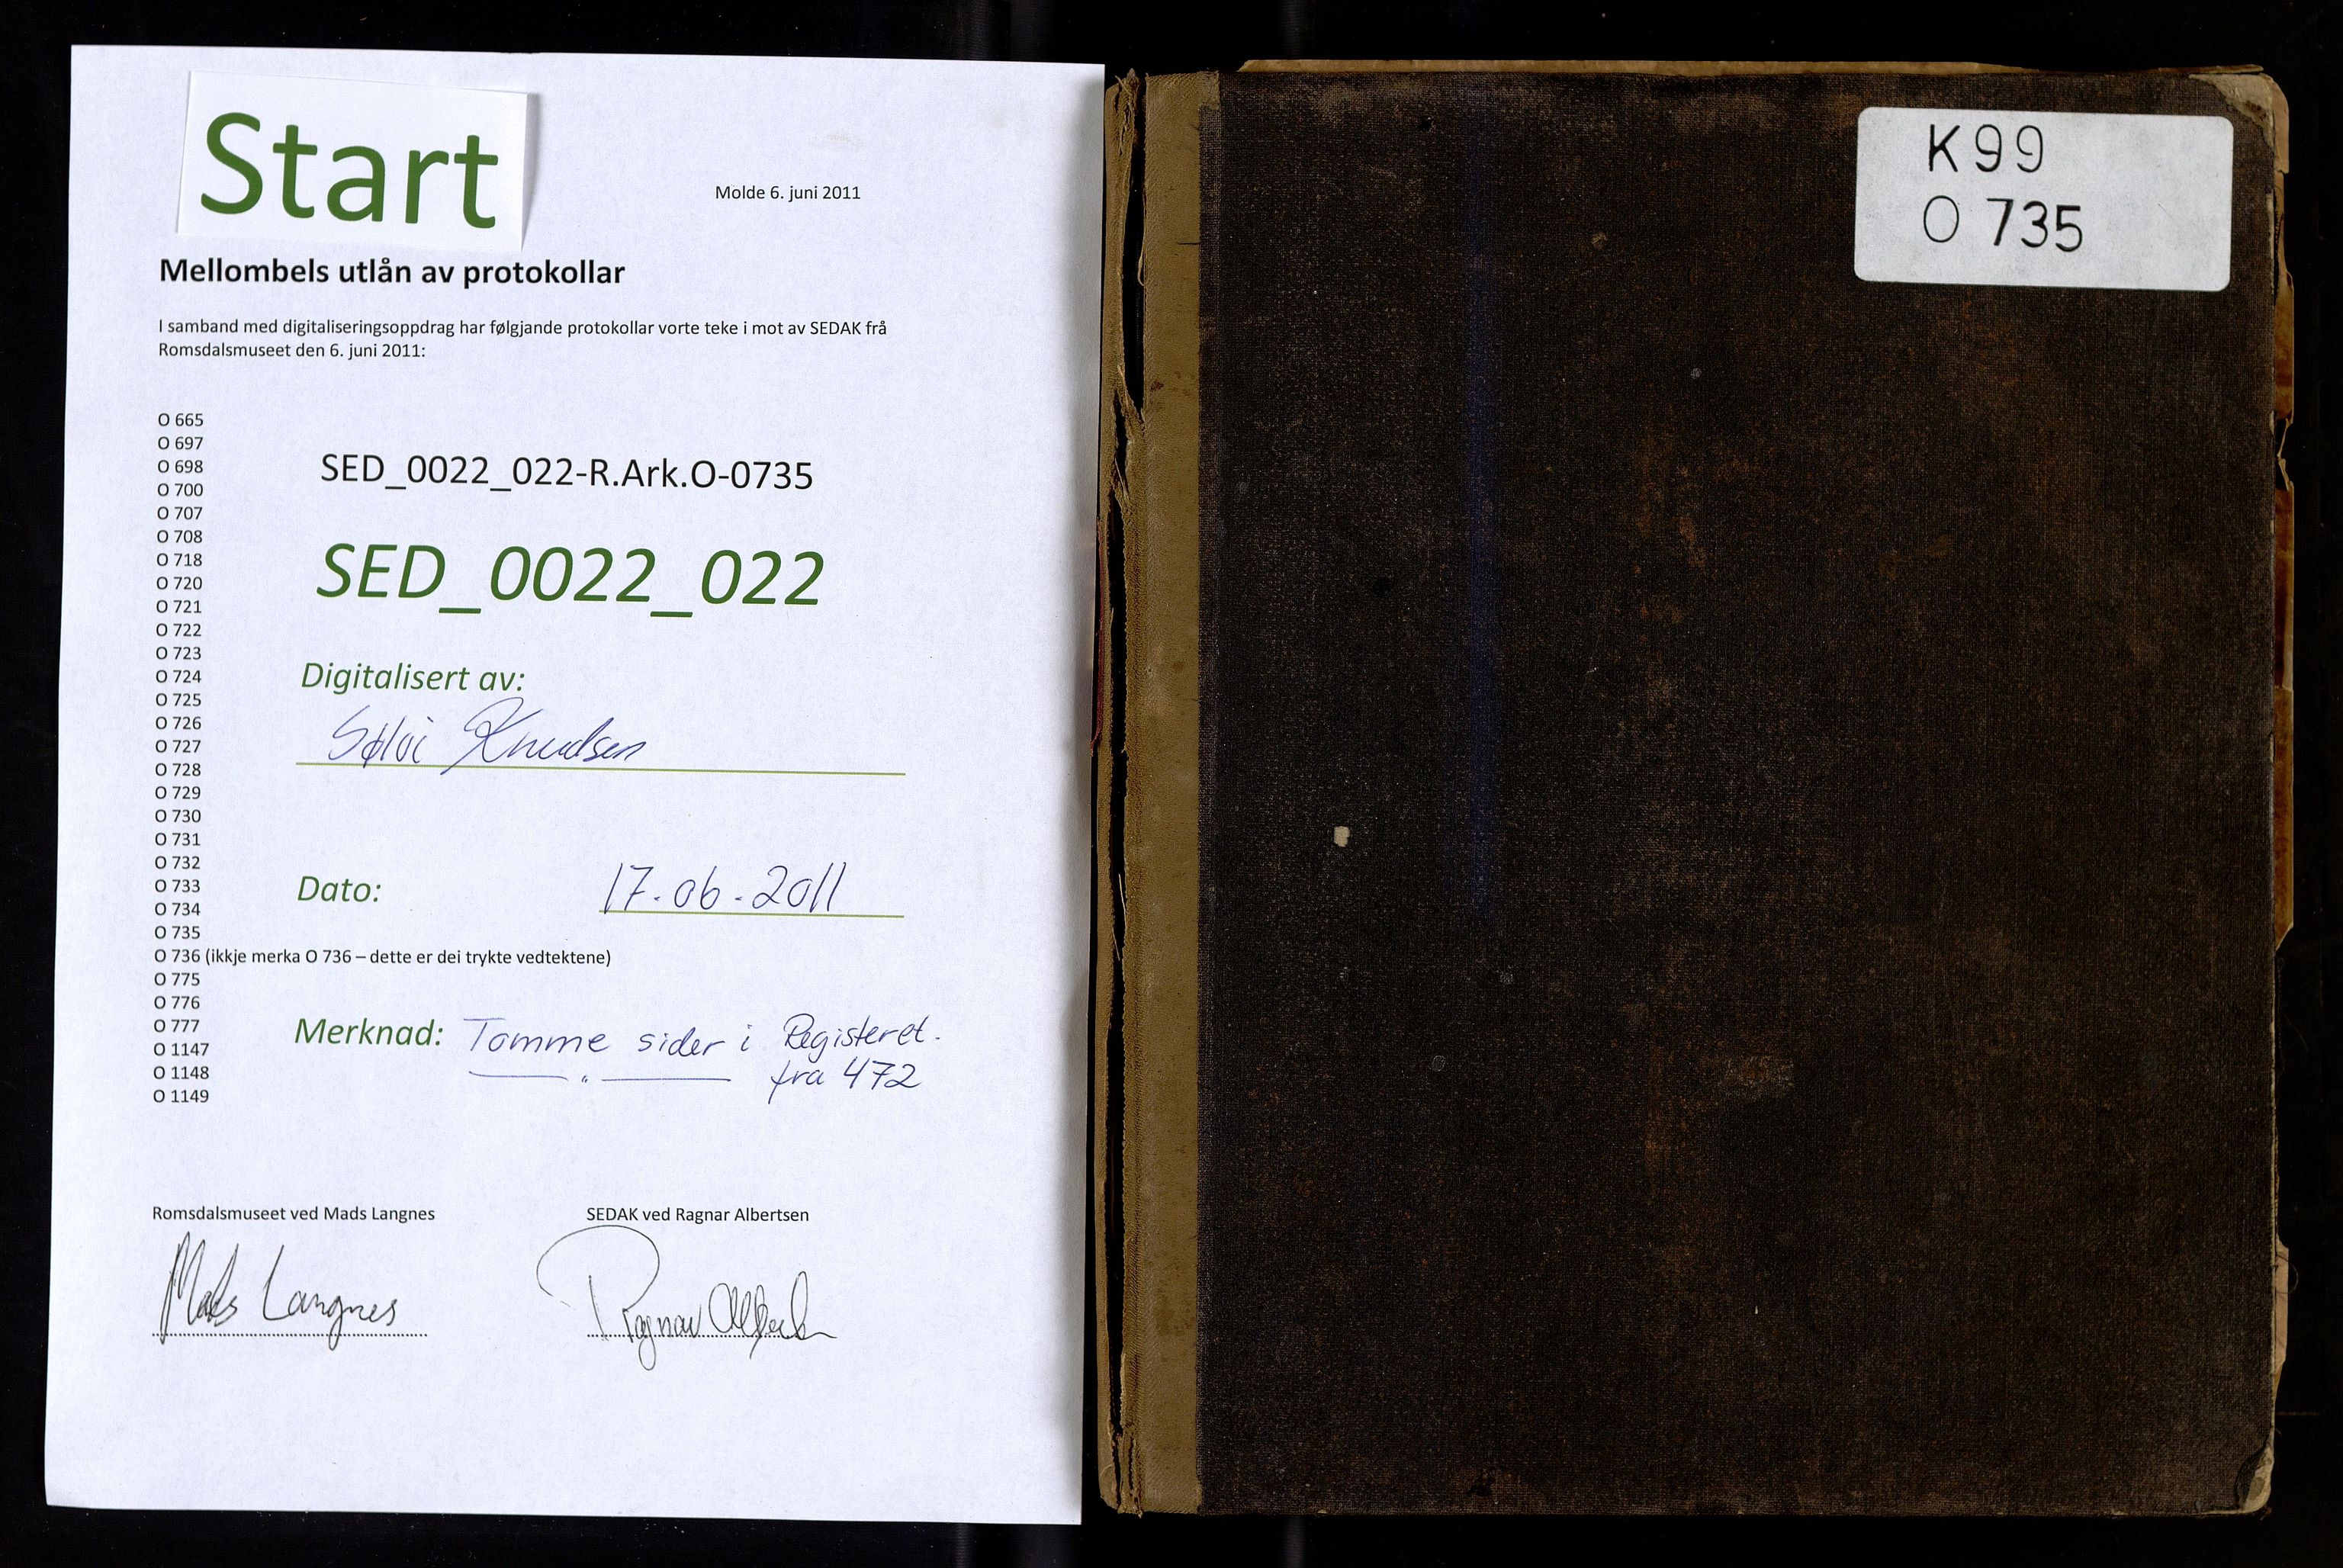 Start
Molde 6. juni 2011
Mellombels utlån av protokollar
I samband med digitaliseringsoppdrag har følgjande protokollar vorte teke i mot av SEDAK frå
Romsdalsmuseet den 6. juni 2011:
O 665
O 697
O 698
O 700
O 707
O 708
O 718
O 720
O 721
O 722
O 723
O 724
O 725
O 726
O 727
O 728
O 729
O 730
O 731
O 732
O 733
O 734
O 735
O 736 (ikkje merka O 736 – dette er dei trykte vedtektene)
O 775
O 776
O 777
O 1147
O 1148
O 1149
SED_0022_022-R.Ark.O-0735
SED_0022_022
Digitalisert av:
Sølvi Knudsen
Dato: 17.06.2011
Merknad: Tomme sider i Registeret.
— " — fra 472
Romsdalsmuseet ved Mads Langnes
Mads Langnes
SEDAK ved Ragnar Albertsen
Ragnar Albertsen
K 99
O 735